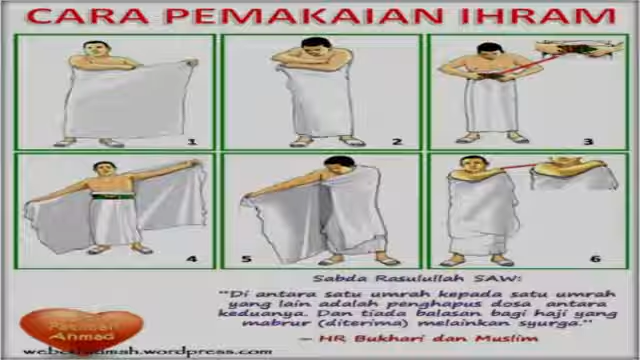 CARA PEMAKAIAN IHRAM
1
2
3
4
5
6
Sabda Rasulullah SAW:
"Di antara satu umrah kepada satu umrah
yang lain adalah penghapus dosa antara
keduanya. Dan tiada balasan bagi haji yang
mabrur (diterima) melainkan syurga."
— HR Bukhari dan Muslim
Ahmad